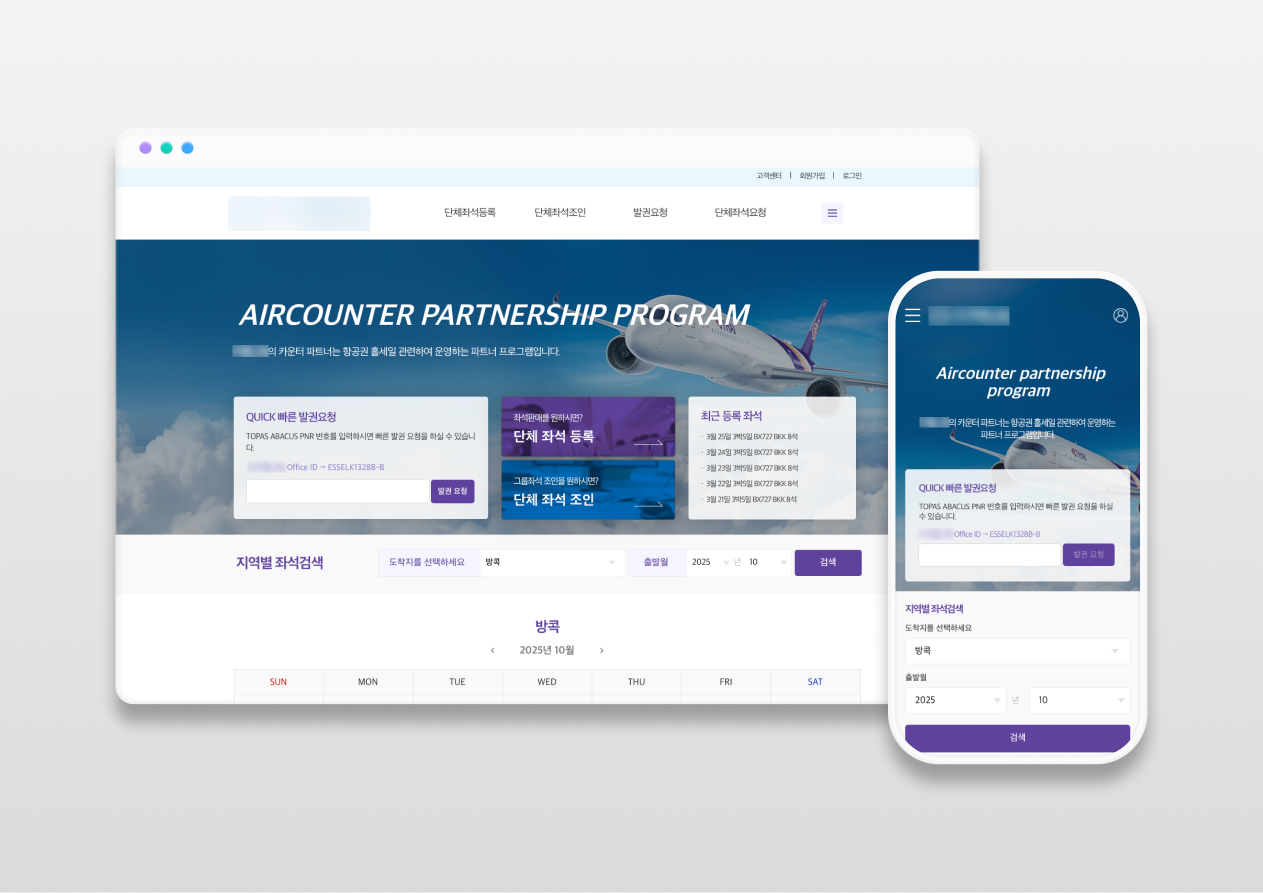 고객센터 | 회원가입 | 로그인
단체좌석등록 단체좌석조인 발권요청 단체좌석요청
AIRCOUNTER PARTNERSHIP PROGRAM
의 카운터 파트너는 항공권 홀세일 관련하여 운영하는 파트너 프로그램입니다.
QUICK 빠른 발권요청
TOPAS ABACUS PNR 번호를 입력하시면 빠른 발권 요청을 하실 수 있습니
다.
Office ID → ESSELK1328B-B
발권 요청
좌석판매를 원하시면?
단체 좌석 등록
그룹좌석 조인을 원하시면?
단체 좌석 조인
최근 등록 좌석
· 3월 25일 3박5일 BX727 BKK 8석
· 3월 24일 3박5일 BX727 BKK 8석
· 3월 23일 3박5일 BX727 BKK 8석
· 3월 22일 3박5일 BX727 BKK 8석
· 3월 21일 3박5일 BX727 BKK 8석
지역별 좌석검색
도착지를 선택하세요 방콕
출발월 2025 년 10
검색
방콕
< 2025년 10월 >
SUN MON TUE WED THU FRI SAT
Aircounter partnership
program
의 카운터 파트너는 항공권 홀세일 관련하여 운영하는
파트너 프로그램입니다.
QUICK 빠른 발권요청
TOPAS ABACUS PNR 번호를 입력하시면 빠른 발권 요청을 하실
수 있습니다.
Office ID → ESSELK1328B-B
발권 요청
지역별 좌석검색
도착지를 선택하세요
방콕
출발월
2025 년 10
검색